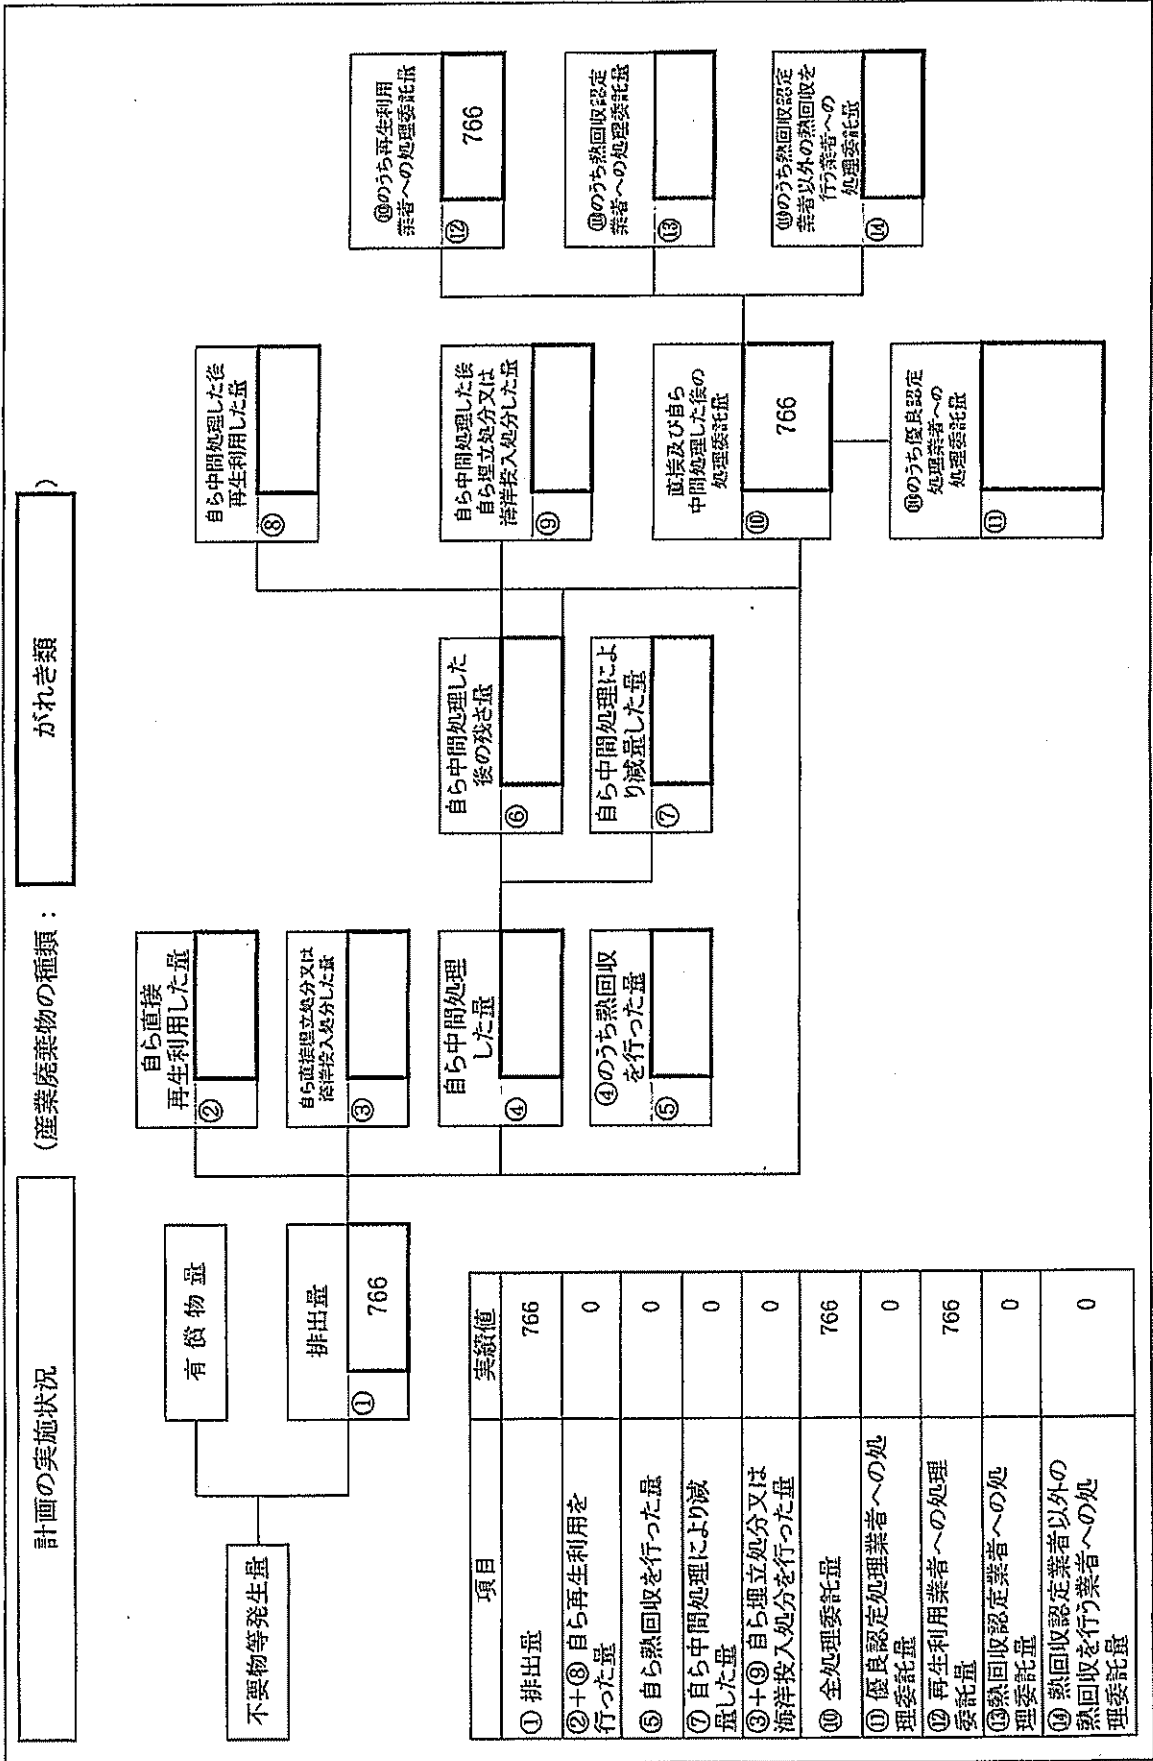 計画の実施状況
（産業廃棄物の種類：
がれき類
）
不要物等発生量
有償物量
排出量
① 766
自ら直接
再生利用した量
②
自ら直接埋立処分又は
海洋投入処分した量
③
自ら中間処理
した量
④
④のうち熱回収
を行った量
⑤
自ら中間処理した
後の残さ量
⑥
自ら中間処理によ
り減量した量
⑦
自ら中間処理した後
再生利用した量
⑧
自ら中間処理した後
自ら埋立処分又は
海洋投入処分した量
⑨
直接及び自ら
中間処理した後の
処理委託量
⑩ 766
⑩のうち優良認定
処理業者への
処理委託量
⑪
⑩のうち再生利用
業者への処理委託量
⑫ 766
⑩のうち熱回収認定
業者への処理委託量
⑬
⑩のうち熱回収認定
業者以外の熱回収を
行う業者への
処理委託量
⑭
項目 実績値
① 排出量 766
②+⑧ 自ら再生利用を
行った量 0
⑤ 自ら熱回収を行った量 0
⑦ 自ら中間処理により減
量した量 0
③+⑨ 自ら埋立処分又は
海洋投入処分を行った量 0
⑩ 全処理委託量 766
⑪ 優良認定処理業者への処
理委託量 0
⑫ 再生利用業者への処理
委託量 766
⑬熱回収認定業者への処
理委託量 0
⑭ 熱回収認定業者以外の
熱回収を行う業者への処
理委託量 0